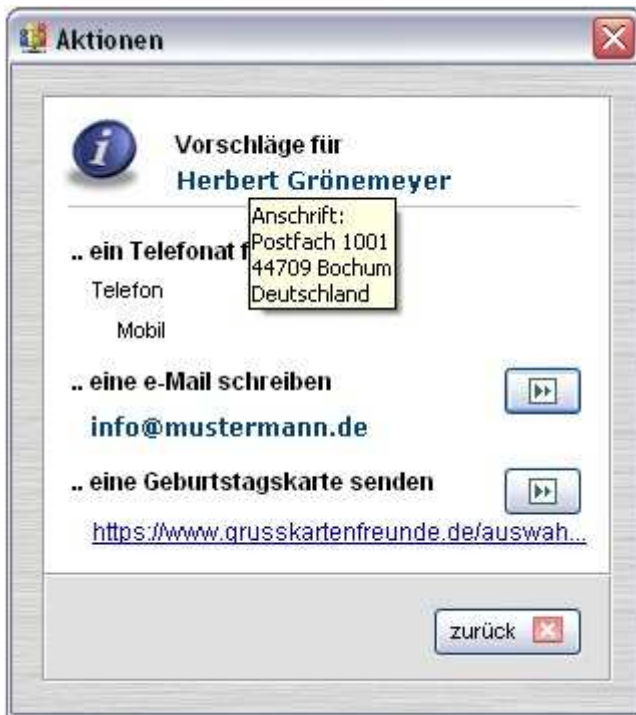 Aktionen
Vorschläge für
Herbert Grönemeyer
Anschrift:
Postfach 1001
44709 Bochum
Deutschland
.. ein Telefonat
Telefon
Mobil
.. eine e-Mail schreiben
info@mustermann.de
.. eine Geburtstagskarte senden
https://www.grusskartenfreunde.de/auswah...
zurück